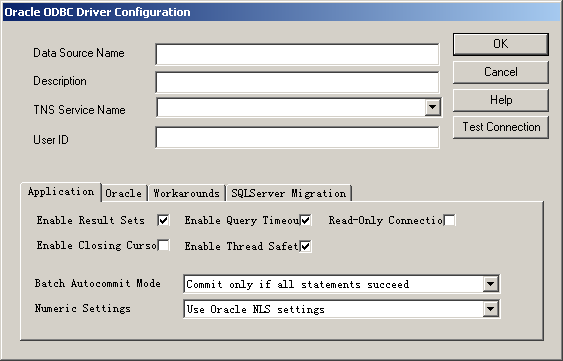 Oracle ODBC Driver Configuration
Data Source Name
OK
Description
Cancel
TNS Service Name
Help
User ID
Test Connection
Application Oracle Workarounds SQLServer Migration
Enable Result Sets Enable Query Timeou Read-Only Connectio
Enable Closing Curso Enable Thread Safet
Batch Autocommit Mode Commit only if all statements succeed
Numeric Settings Use Oracle NLS settings